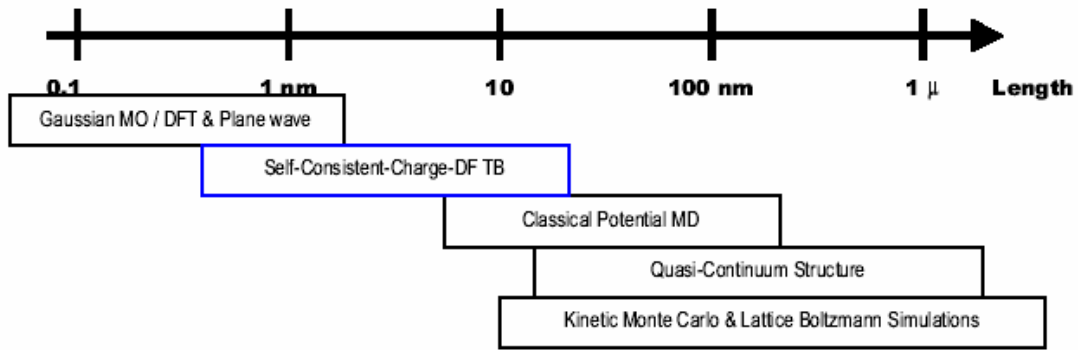 0.1 1 nm 10 100 nm 1 μ Length
Gaussian MO / DFT & Plane wave
Self-Consistent-Charge-DF TB
Classical Potential MD
Quasi-Continuum Structure
Kinetic Monte Carlo & Lattice Boltzmann Simulations